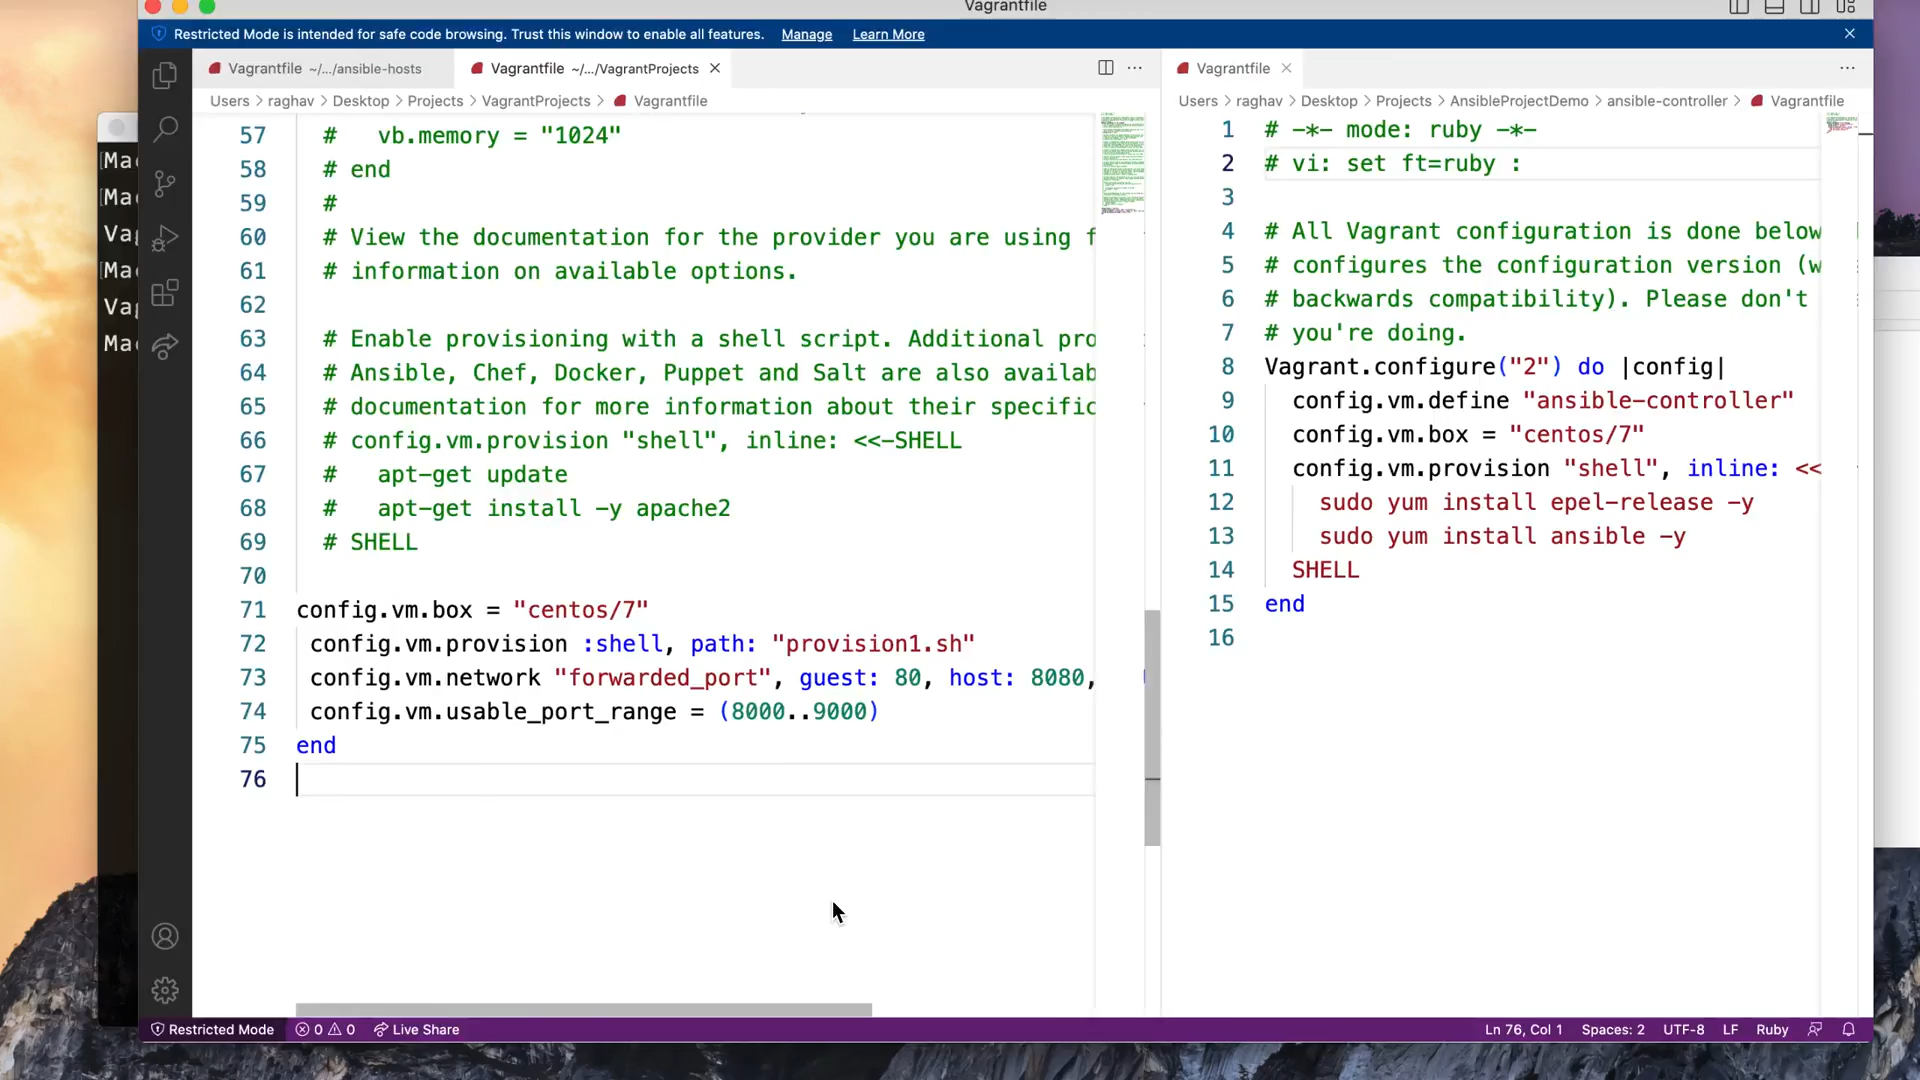 Vagrantfile
Restricted Mode is intended for safe code browsing. Trust this window to enable all features. Manage Learn More
Vagrantfile ~/.../ansible-hosts
Vagrantfile ~/.../VagrantProjects
Users > raghav > Desktop > Projects > VagrantProjects > Vagrantfile
57 # vb.memory = "1024"
58 # end
59 #
60 # View the documentation for the provider you are using f
61 # information on available options.
62
63 # Enable provisioning with a shell script. Additional pro
64 # Ansible, Chef, Docker, Puppet and Salt are also availab
65 # documentation for more information about their specific
66 # config.vm.provision "shell", inline: <<-SHELL
67 # apt-get update
68 # apt-get install -y apache2
69 # SHELL
70
71 config.vm.box = "centos/7"
72 config.vm.provision :shell, path: "provision1.sh"
73 config.vm.network "forwarded_port", guest: 80, host: 8080,
74 config.vm.usable_port_range = (8000..9000)
75 end
76
Vagrantfile
Users > raghav > Desktop > Projects > AnsibleProjectDemo > ansible-controller > Vagrantfile
1 # -*- mode: ruby -*-
2 # vi: set ft=ruby :
3
4 # All Vagrant configuration is done below
5 # configures the configuration version (w
6 # backwards compatibility). Please don't
7 # you're doing.
8 Vagrant.configure("2") do |config|
9 config.vm.define "ansible-controller"
10 config.vm.box = "centos/7"
11 config.vm.provision "shell", inline: <<
12 sudo yum install epel-release -y
13 sudo yum install ansible -y
14 SHELL
15 end
16
[Mac
[Mac
Vag
[Mac
Vag
Mac
Restricted Mode 0 0 Live Share
Ln 76, Col 1 Spaces: 2 UTF-8 LF Ruby